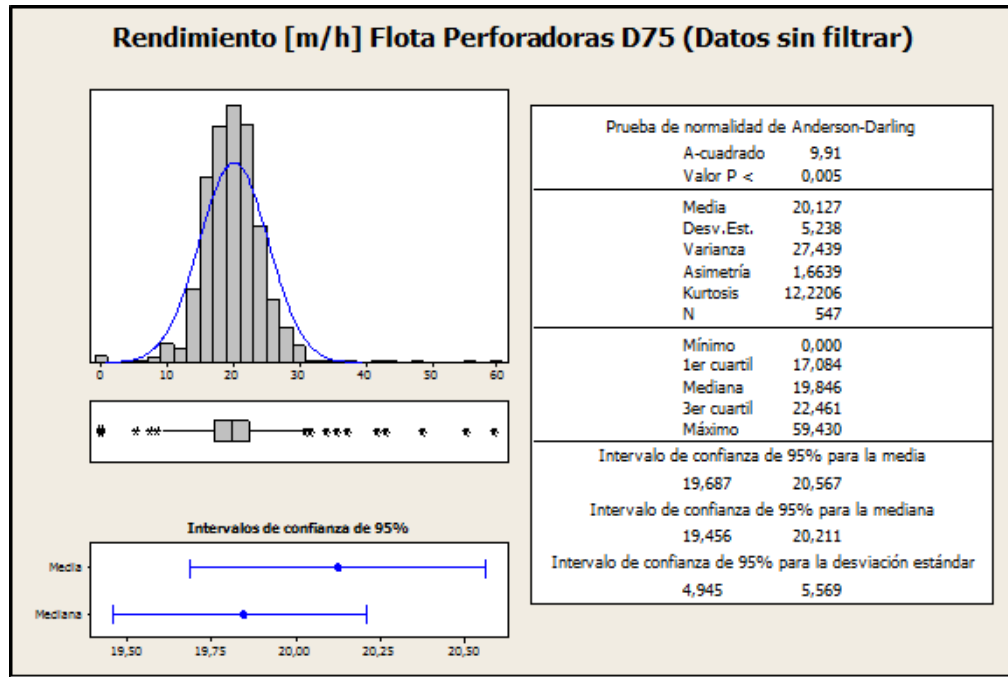 Rendimiento [m/h] Flota Perforadoras D75 (Datos sin filtrar)
0 10 20 30 40 50 60
Intervalos de confianza de 95%
Media
Mediana
19,50 19,75 20,00 20,25 20,50
Prueba de normalidad de Anderson-Darling
A-cuadrado 9,91
Valor P < 0,005
Media 20,127
Desv.Est. 5,238
Varianza 27,439
Asimetría 1,6639
Kurtosis 12,2206
N 547
Mínimo 0,000
1er cuartil 17,084
Mediana 19,846
3er cuartil 22,461
Máximo 59,430
Intervalo de confianza de 95% para la media
19,687 20,567
Intervalo de confianza de 95% para la mediana
19,456 20,211
Intervalo de confianza de 95% para la desviación estándar
4,945 5,569